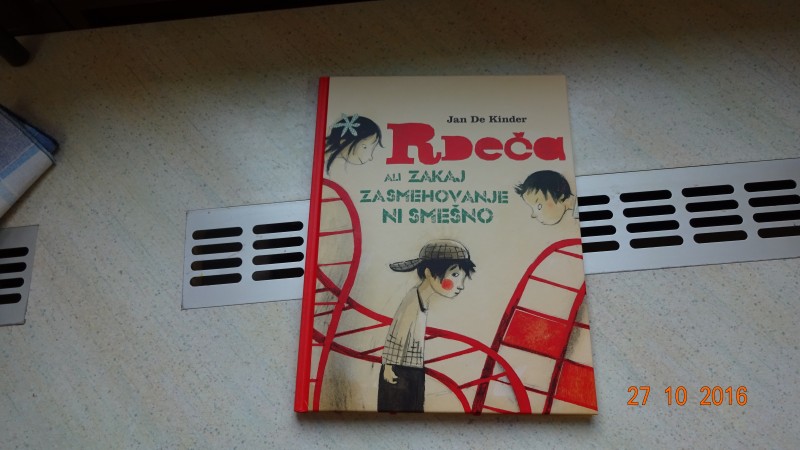 Jan De Kinder
Rdeča
ALI ZAKAJ
ZASMEHOVANJE
NI SMEŠNO
27 10 2016